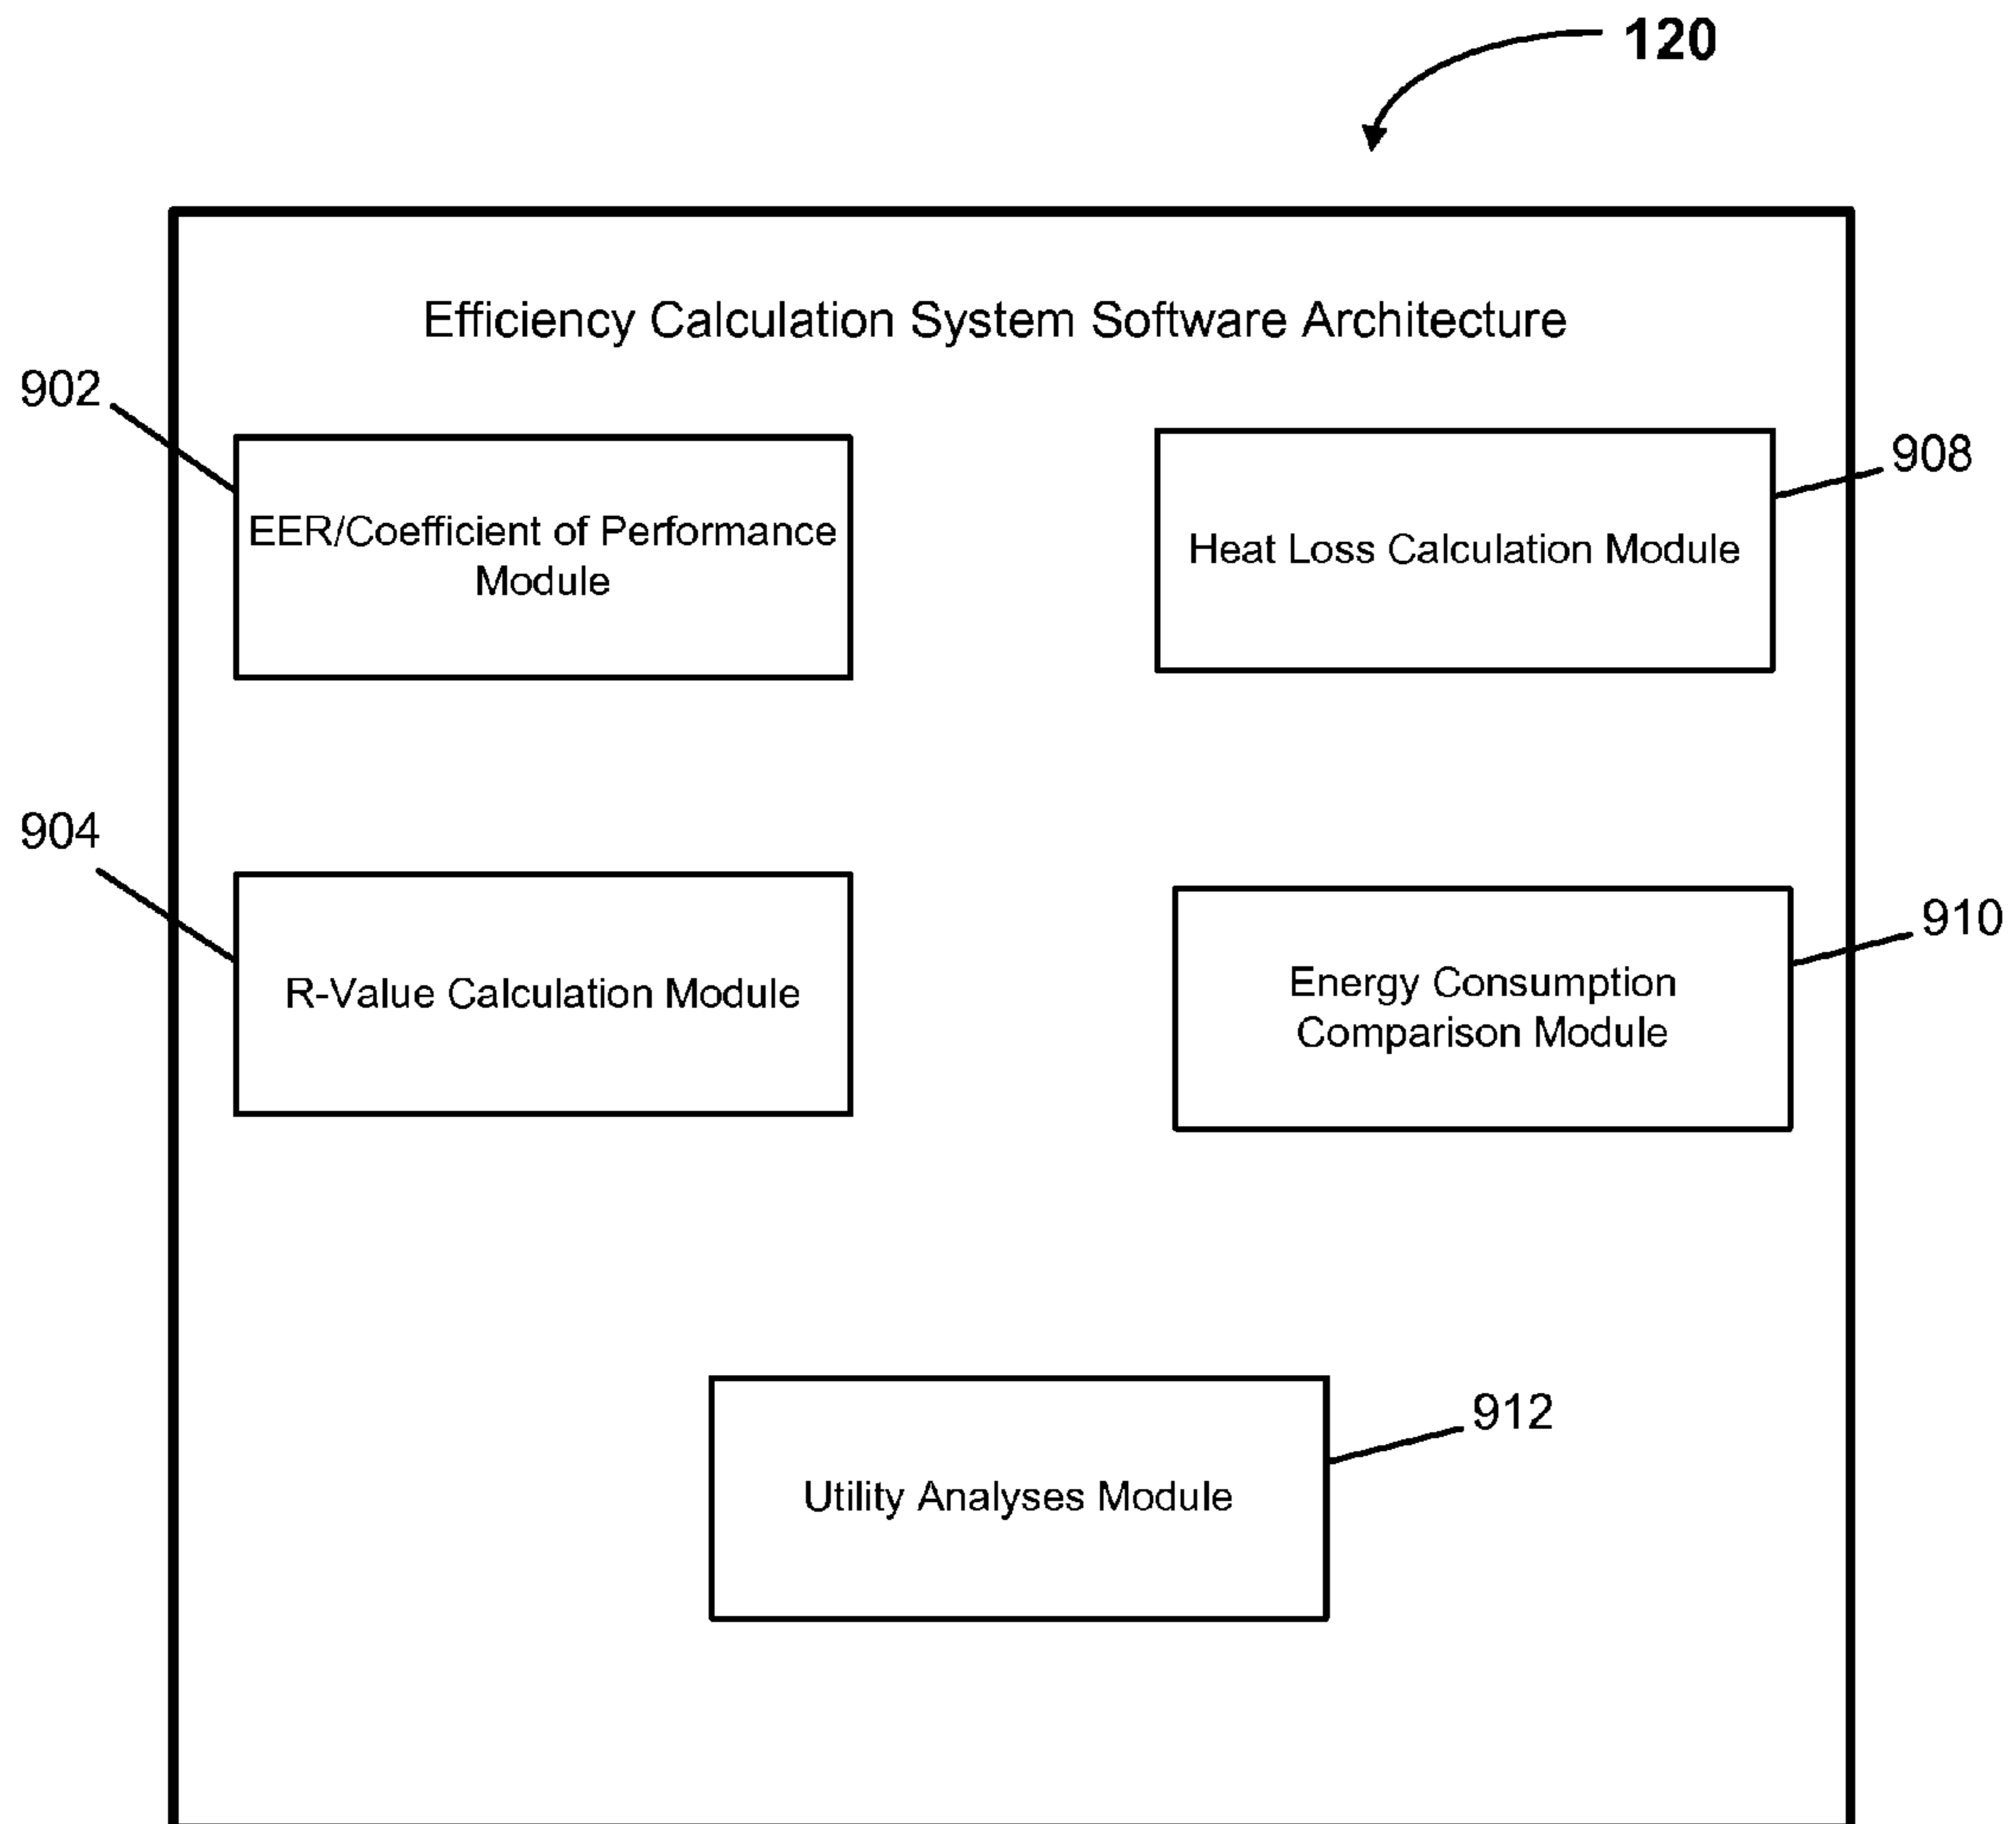 120
Efficiency Calculation System Software Architecture
902
EER/Coefficient of Performance
Module
908
Heat Loss Calculation Module
904
R-Value Calculation Module
910
Energy Consumption
Comparison Module
912
Utility Analyses Module